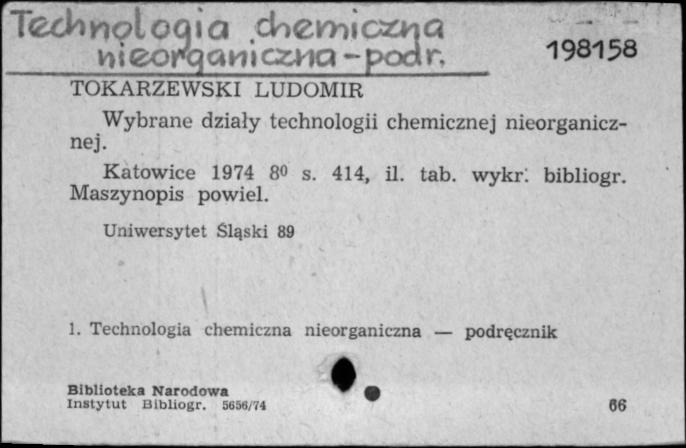 Technologia chemiczna
nieorganiczna - podr.
198158
TOKARZEWSKI LUDOMIR
Wybrane działy technologii chemicznej nieorganicz-
nej.
Katowice 1974 8⁰ s. 414, il. tab. wykr. bibliogr.
Maszynopis powiel.
Uniwersytet Śląski 89
1. Technologia chemiczna nieorganiczna — podręcznik
Biblioteka Narodowa
Instytut Bibliogr. 5656/74
66